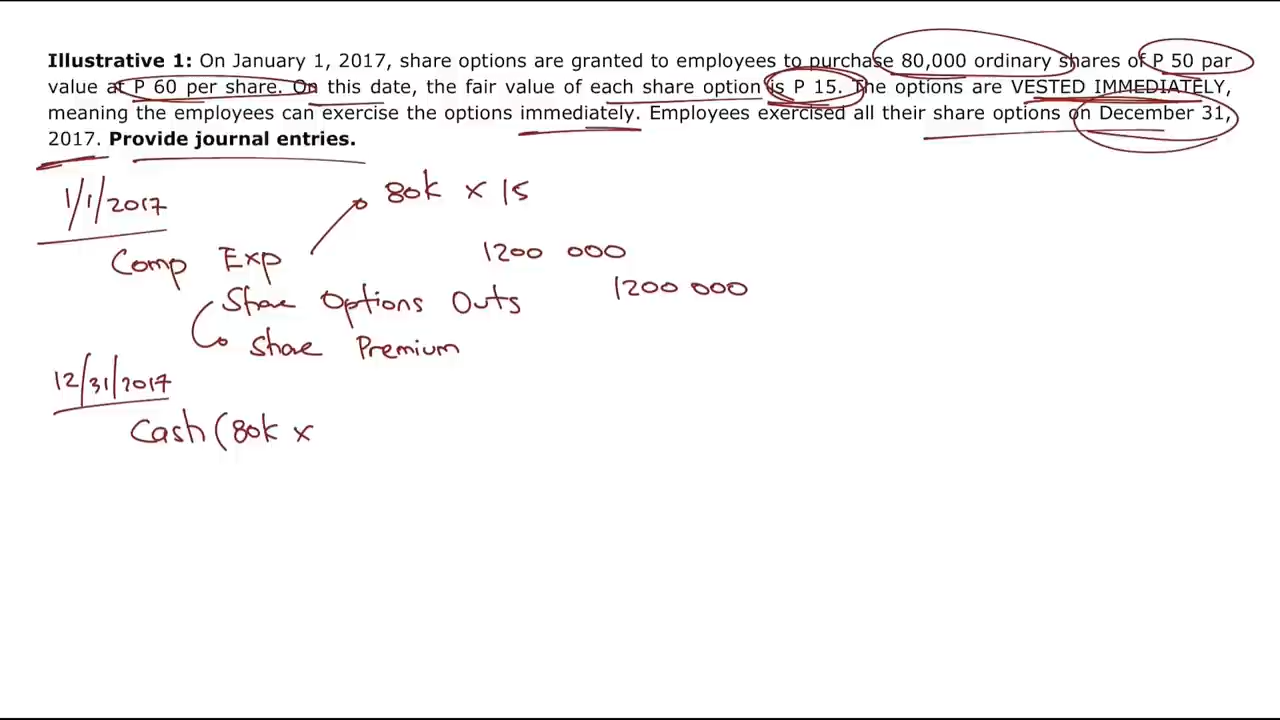 Illustrative 1: On January 1, 2017, share options are granted to employees to purchase 80,000 ordinary shares of P 50 par
value at P 60 per share. On this date, the fair value of each share option is P 15. The options are VESTED IMMEDIATELY,
meaning the employees can exercise the options immediately. Employees exercised all their share options on December 31,
2017. Provide journal entries.
1/1/2017
80k x 15
Comp Exp 1200 000
Share Options Outs 1200 000
Share Premium
12/31/2017
Cash (80k x